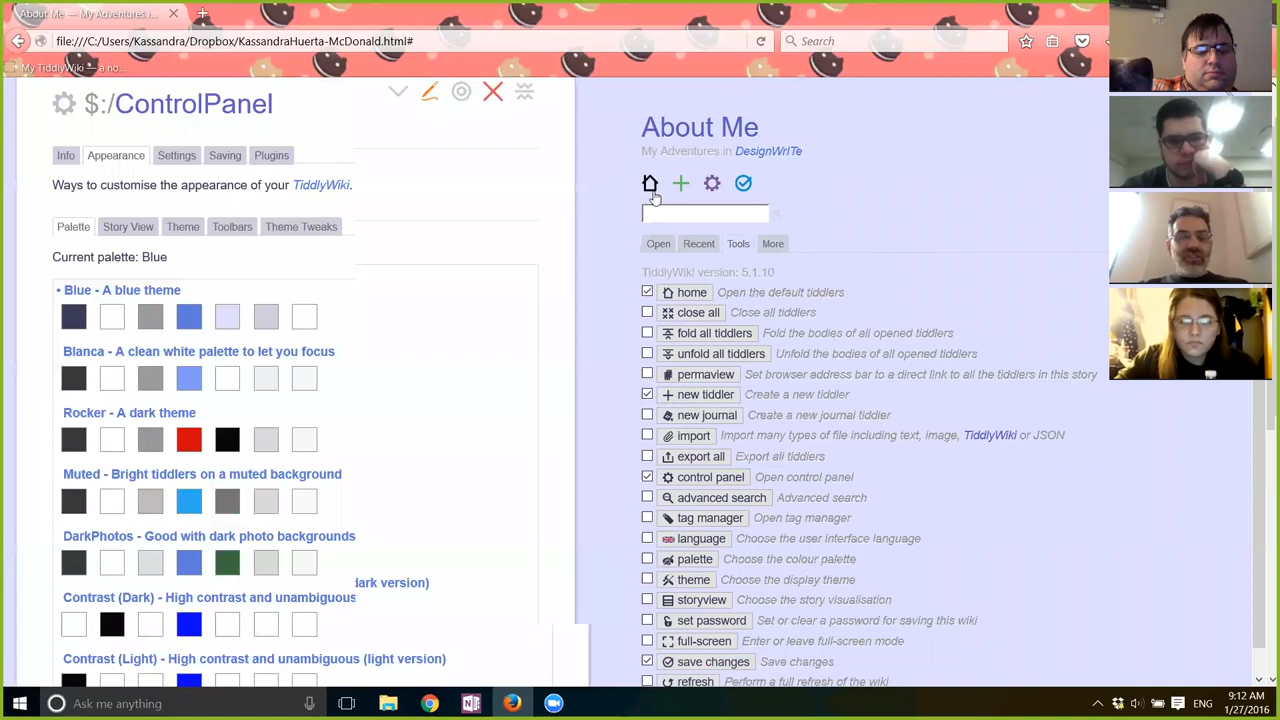 About Me — My Adventures i...
file:///C:/Users/Kassandra/Dropbox/KassandraHuerta-McDonald.html#
Search
My TiddlyWiki — a no...
$:/ControlPanel
Info Appearance Settings Saving Plugins
Ways to customise the appearance of your TiddlyWiki.
Palette Story View Theme Toolbars Theme Tweaks
Current palette: Blue
• Blue - A blue theme
Blanca - A clean white palette to let you focus
Rocker - A dark theme
Muted - Bright tiddlers on a muted background
DarkPhotos - Good with dark photo backgrounds
dark version)
Contrast (Dark) - High contrast and unambiguous
Contrast (Light) - High contrast and unambiguous (light version)
About Me
My Adventures in DesignWrITe
Open Recent Tools More
TiddlyWiki version: 5.1.10
home Open the default tiddlers
close all Close all tiddlers
fold all tiddlers Fold the bodies of all opened tiddlers
unfold all tiddlers Unfold the bodies of all opened tiddlers
permaview Set browser address bar to a direct link to all the tiddlers in this story
new tiddler Create a new tiddler
new journal Create a new journal tiddler
import Import many types of file including text, image, TiddlyWiki or JSON
export all Export all tiddlers
control panel Open control panel
advanced search Advanced search
tag manager Open tag manager
language Choose the user interface language
palette Choose the colour palette
theme Choose the display theme
storyview Choose the story visualisation
set password Set or clear a password for saving this wiki
full-screen Enter or leave full-screen mode
save changes Save changes
refresh Perform a full refresh of the wiki
Ask me anything
ENG
9:12 AM
1/27/2016